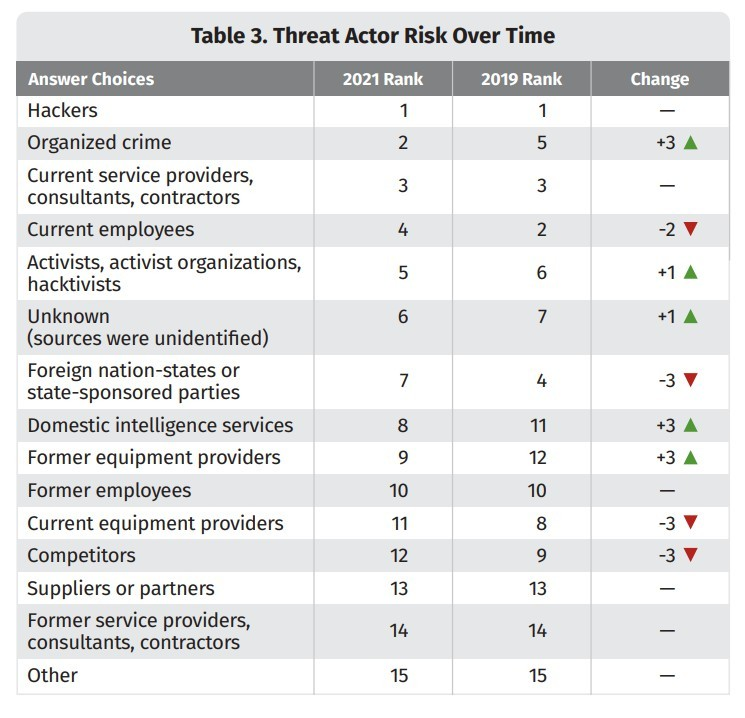 Table 3. Threat Actor Risk Over Time
Answer Choices 2021 Rank 2019 Rank Change
Hackers 1 1 —
Organized crime 2 5 +3 ▲
Current service providers,
consultants, contractors 3 3 —
Current employees 4 2 -2 ▼
Activists, activist organizations,
hacktivists 5 6 +1 ▲
Unknown
(sources were unidentified) 6 7 +1 ▲
Foreign nation-states or
state-sponsored parties 7 4 -3 ▼
Domestic intelligence services 8 11 +3 ▲
Former equipment providers 9 12 +3 ▲
Former employees 10 10 —
Current equipment providers 11 8 -3 ▼
Competitors 12 9 -3 ▼
Suppliers or partners 13 13 —
Former service providers,
consultants, contractors 14 14 —
Other 15 15 —